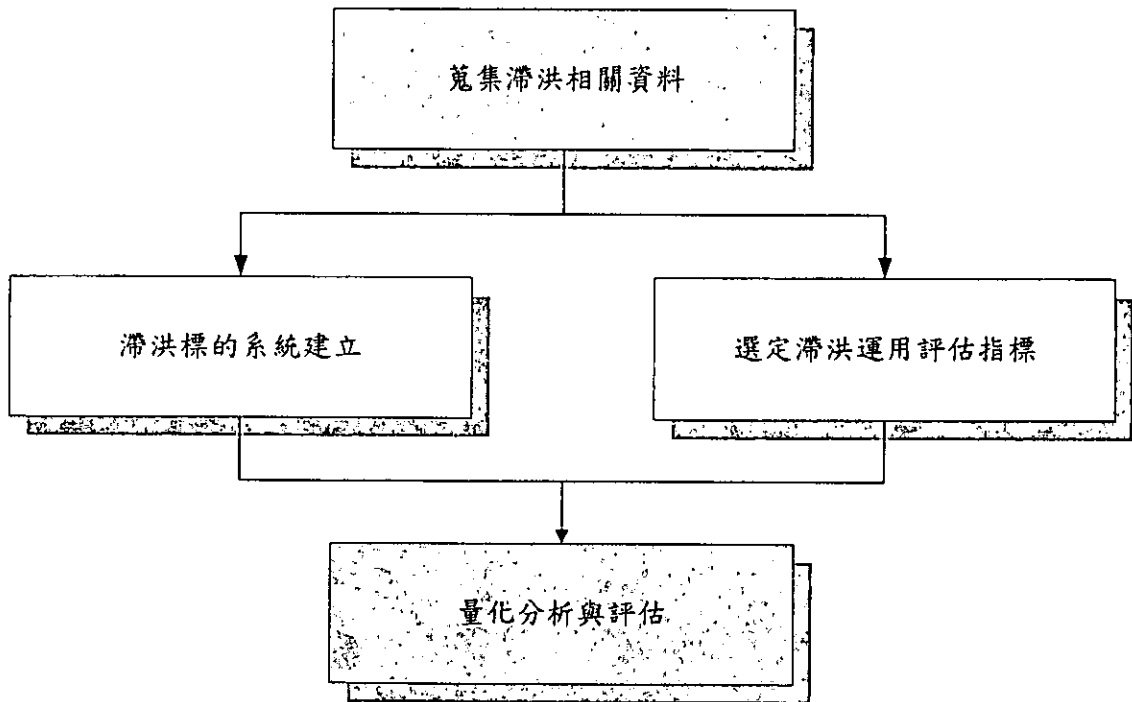 蒐集滯洪相關資料
滯洪標的系統建立
選定滯洪運用評估指標
量化分析與評估